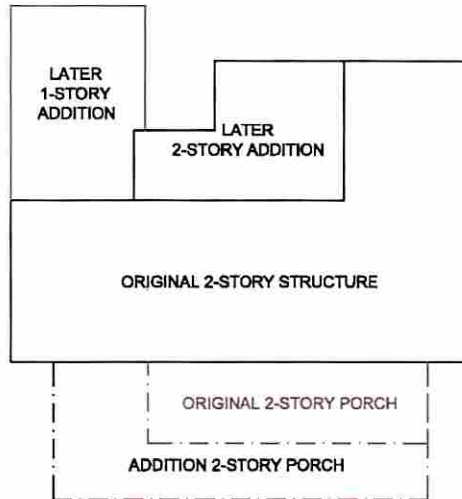 LATER
1-STORY
ADDITION
LATER
2-STORY ADDITION
ORIGINAL 2-STORY STRUCTURE
ORIGINAL 2-STORY PORCH
ADDITION 2-STORY PORCH